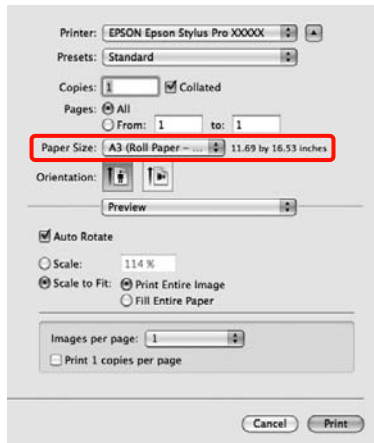 Printer: EPSON Epson Stylus Pro XXXXX
Presets: Standard
Copies: 1 Collated
Pages: All
From: 1 to: 1
Paper Size: A3 (Roll Paper – ... 11.69 by 16.53 inches
Orientation:
Preview
Auto Rotate
Scale: 114 %
Scale to Fit: Print Entire Image
Fill Entire Paper
Images per page: 1
Print 1 copies per page
Cancel Print